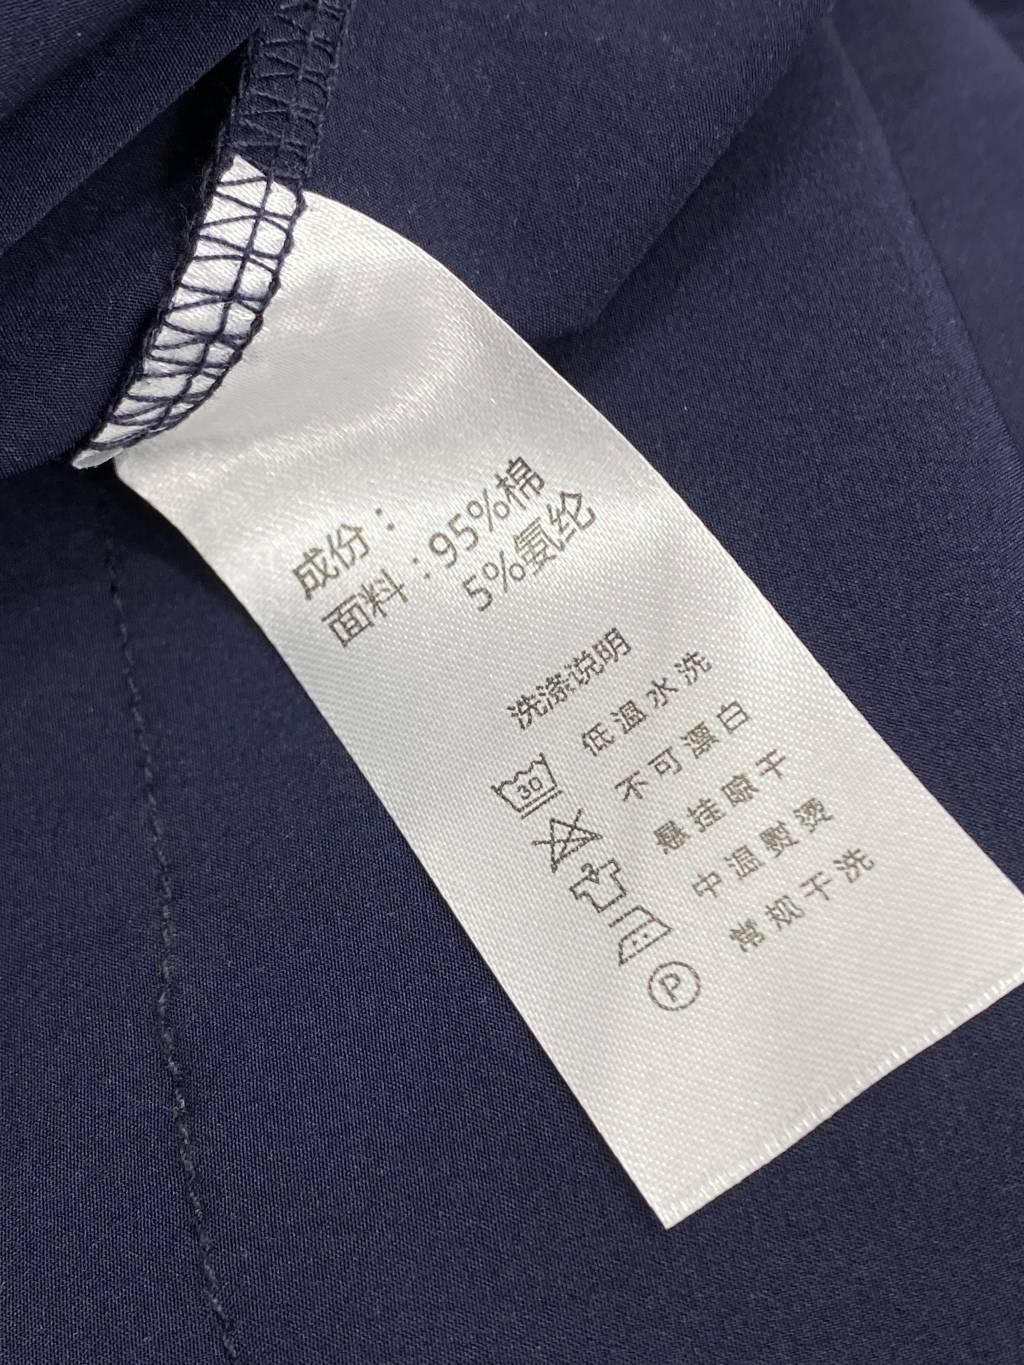 成份：
面料：95%棉
5%氨纶
洗涤说明
30 低温水洗
不可漂白
悬挂晾干
中温熨烫
P 常规干洗